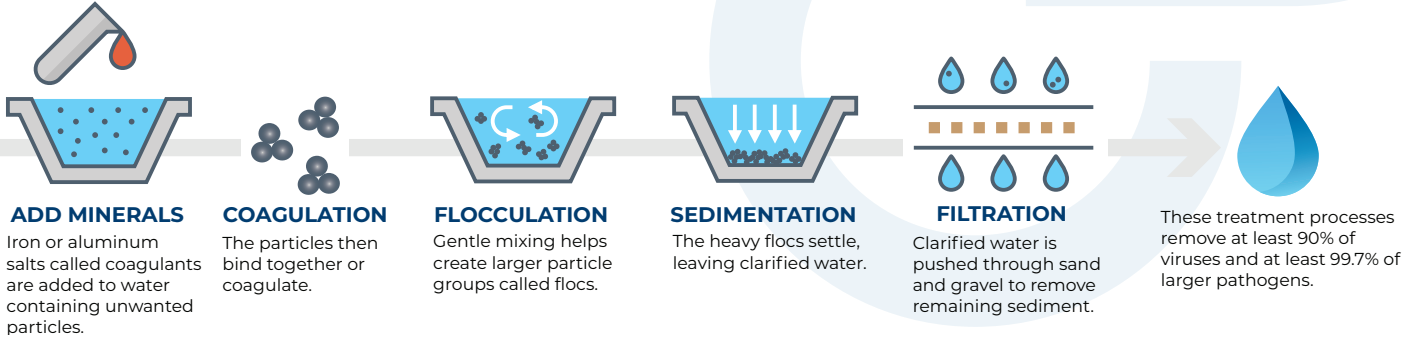 ADD MINERALS
Iron or aluminum
salts called coagulants
are added to water
containing unwanted
particles.
COAGULATION
The particles then
bind together or
coagulate.
FLOCCULATION
Gentle mixing helps
create larger particle
groups called flocs.
SEDIMENTATION
The heavy flocs settle,
leaving clarified water.
FILTRATION
Clarified water is
pushed through sand
and gravel to remove
remaining sediment.
These treatment processes
remove at least 90% of
viruses and at least 99.7% of
larger pathogens.